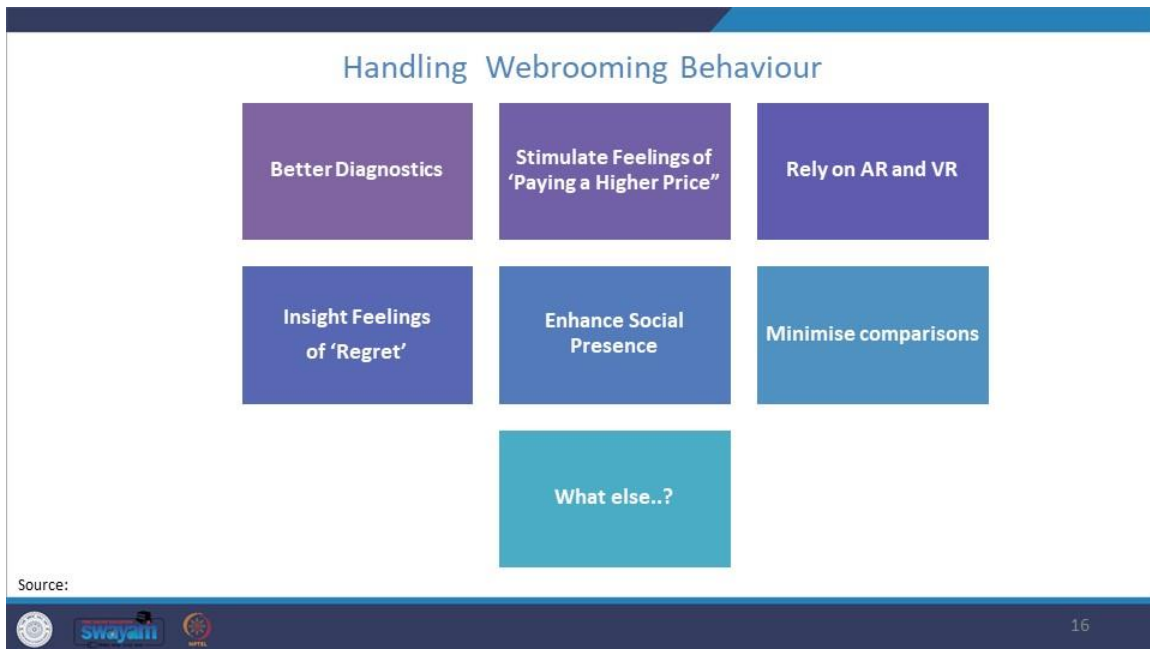 Handling Webrooming Behaviour
Better Diagnostics
Stimulate Feelings of
‘Paying a Higher Price”
Rely on AR and VR
Insight Feelings
of ‘Regret’
Enhance Social
Presence
Minimise comparisons
What else..?
Source:
swayam
NPTEL
16